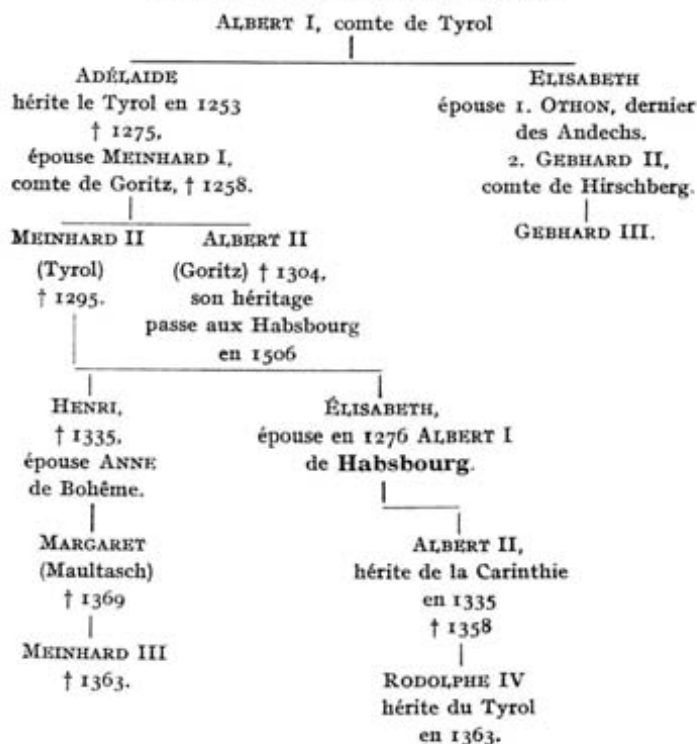 ALBERT I, comte de Tyrol
ADÉLAIDE
hérite le Tyrol en 1253
† 1275,
épouse MEINHARD I,
comte de Goritz, † 1258.
ELISABETH
épouse 1. OTHON, dernier
des Andechs.
2. GEBHARD II,
comte de Hirschberg.
GEBHARD III.
MEINHARD II
(Tyrol)
† 1295.
ALBERT II
(Goritz) † 1304,
son héritage
passe aux Habsbourg
en 1506
HENRI,
† 1335,
épouse ANNE
de Bohême.
ÉLISABETH,
épouse en 1276 ALBERT I
de Habsbourg.
MARGARET
(Maultasch)
† 1369
ALBERT II,
hérite de la Carinthie
en 1335
† 1358
MEINHARD III
† 1363.
RODOLPHE IV
hérite du Tyrol
en 1363.